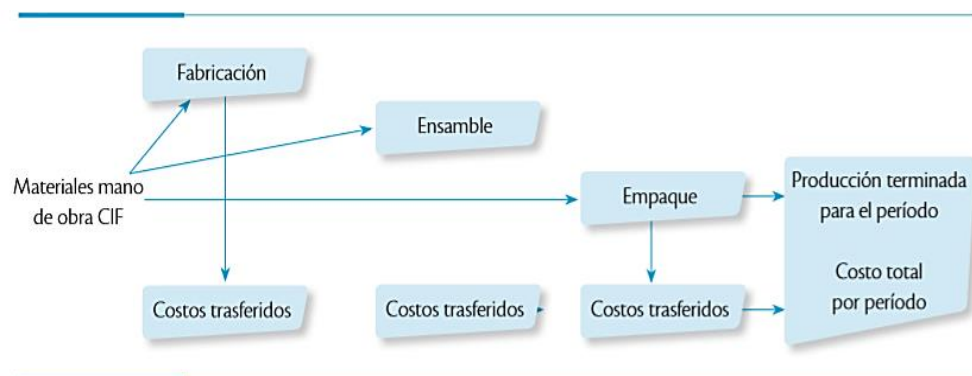 Fabricación
Ensamble
Materiales mano
de obra CIF
Empaque
Producción terminada
para el período
Costo total
por período
Costos trasferidos
Costos trasferidos
Costos trasferidos